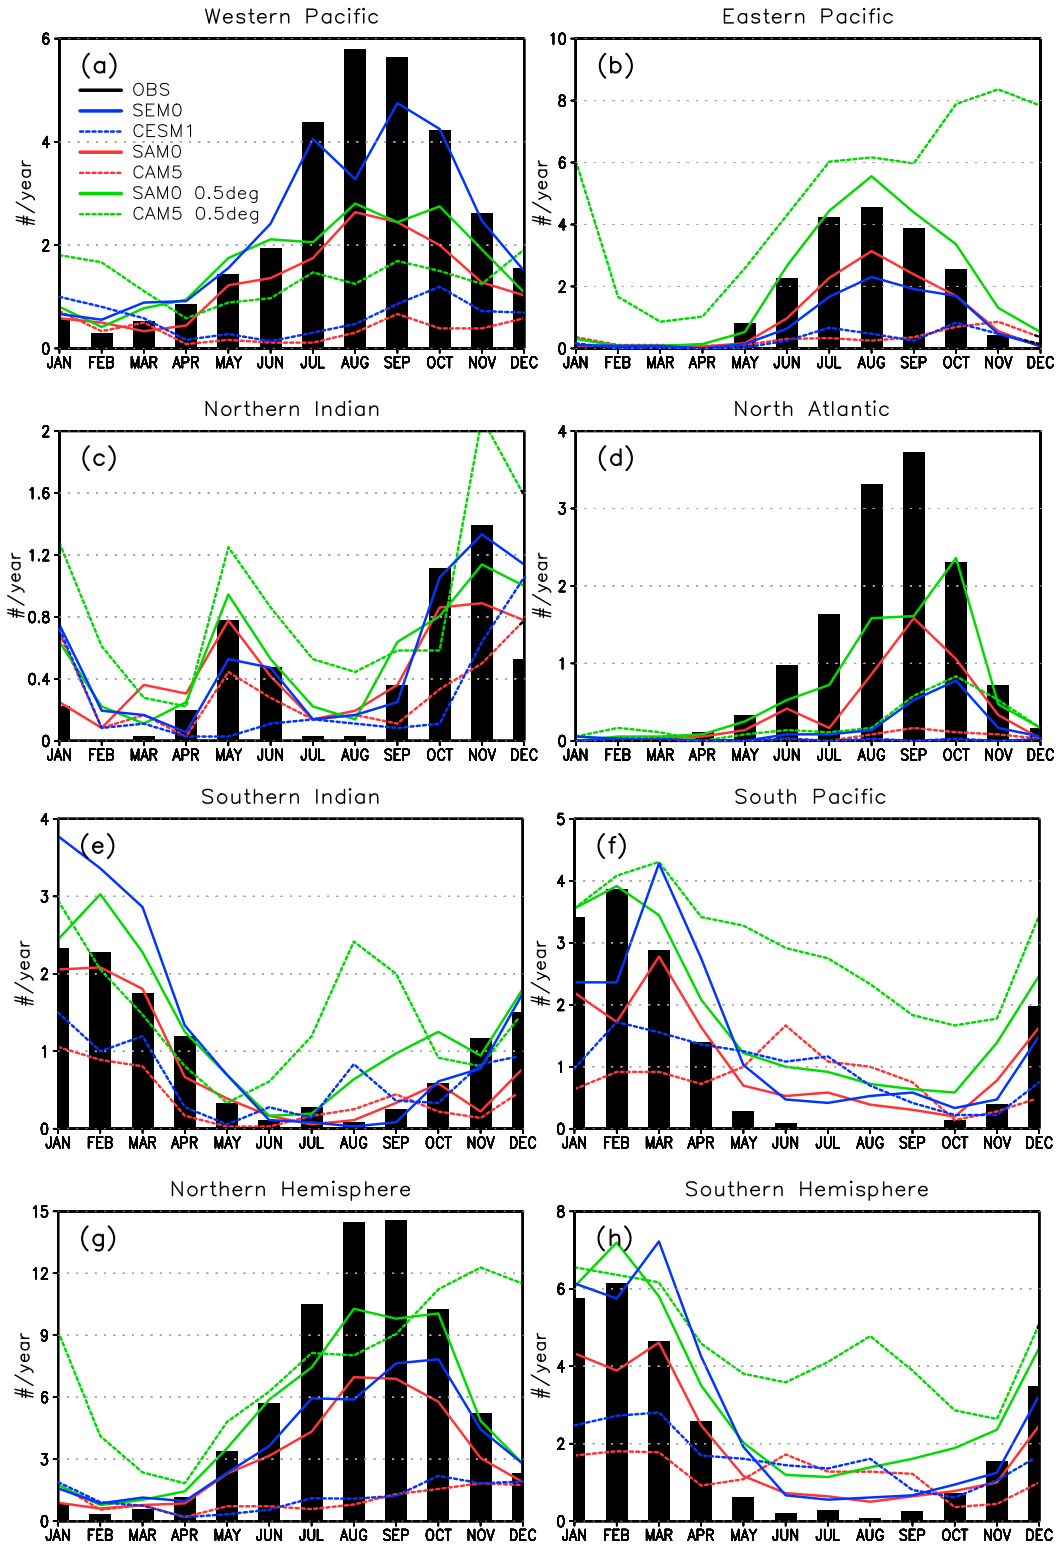 Western Pacific
(a)
OBS
SEM0
CESM1
SAM0
CAM5
SAM0 0.5deg
CAM5 0.5deg
#/year
6
4
2
0
JAN FEB MAR APR MAY JUN JUL AUG SEP OCT NOV DEC
Eastern Pacific
(b)
10
8
6
4
2
0
JAN FEB MAR APR MAY JUN JUL AUG SEP OCT NOV DEC
Northern Indian
(c)
#/year
2
1.6
1.2
0.8
0.4
0
JAN FEB MAR APR MAY JUN JUL AUG SEP OCT NOV DEC
North Atlantic
(d)
#/year
4
3
2
1
0
JAN FEB MAR APR MAY JUN JUL AUG SEP OCT NOV DEC
Southern Indian
(e)
#/year
4
3
2
1
0
JAN FEB MAR APR MAY JUN JUL AUG SEP OCT NOV DEC
South Pacific
(f)
#/year
5
4
3
2
1
0
JAN FEB MAR APR MAY JUN JUL AUG SEP OCT NOV DEC
Northern Hemisphere
(g)
#/year
15
12
9
6
3
0
JAN FEB MAR APR MAY JUN JUL AUG SEP OCT NOV DEC
Southern Hemisphere
(h)
#/year
8
6
4
2
0
JAN FEB MAR APR MAY JUN JUL AUG SEP OCT NOV DEC